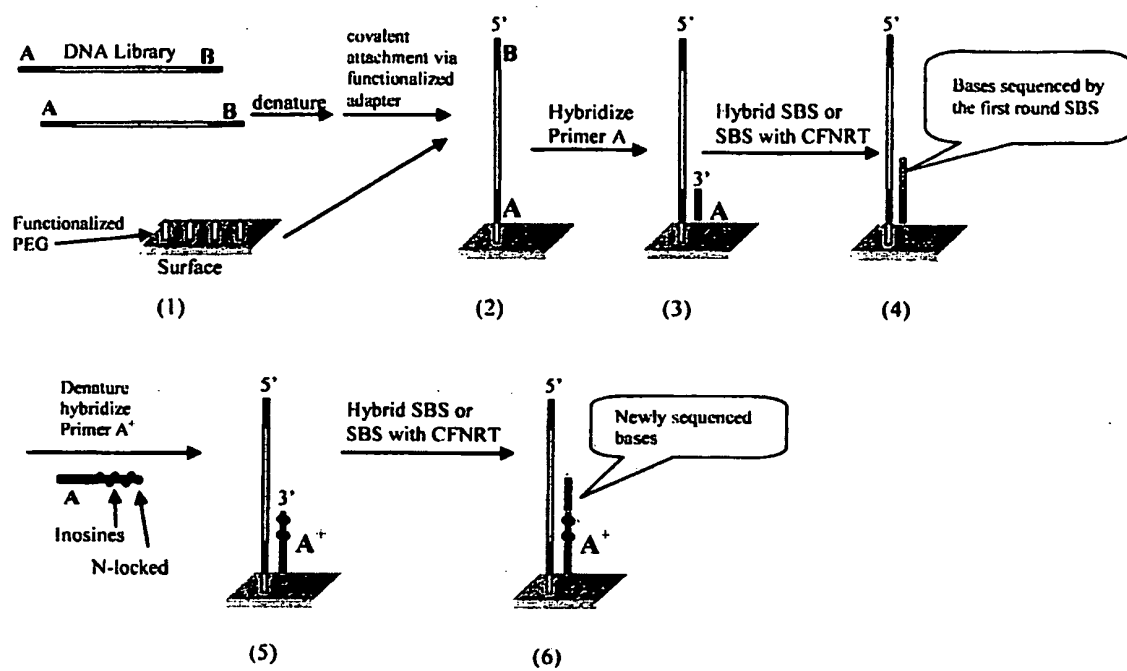 A DNA Library B
A B
denature
covalent
attachment via
functionalized
adapter
Functionalized
PEG
Surface
(1)
5'
B
A
(2)
Hybridize
Primer A
3'
A
(3)
Hybrid SBS or
SBS with CFNRT
5'
Bases sequenced by
the first round SBS
(4)
Denature
hybridize
Primer A⁺
A
Inosines
N-locked
5'
3'
A⁺
(5)
Hybrid SBS or
SBS with CFNRT
5'
Newly sequenced
bases
A⁺
(6)